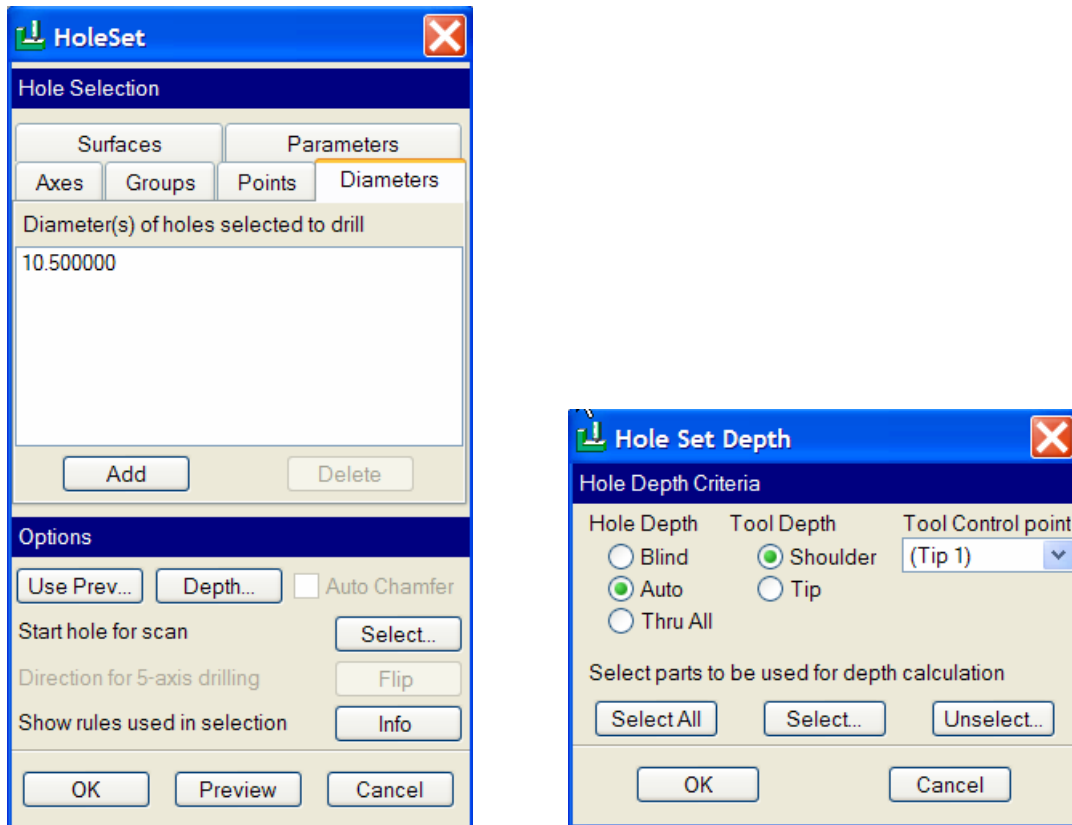 HoleSet
Hole Selection
Surfaces Parameters
Axes Groups Points Diameters
Diameter(s) of holes selected to drill
10.500000
Add Delete
Options
Use Prev... Depth... Auto Chamfer
Start hole for scan Select...
Direction for 5-axis drilling Flip
Show rules used in selection Info
OK Preview Cancel
Hole Set Depth
Hole Depth Criteria
Hole Depth Tool Depth Tool Control point
Blind Shoulder (Tip 1)
Auto Tip
Thru All
Select parts to be used for depth calculation
Select All Select... Unselect...
OK Cancel